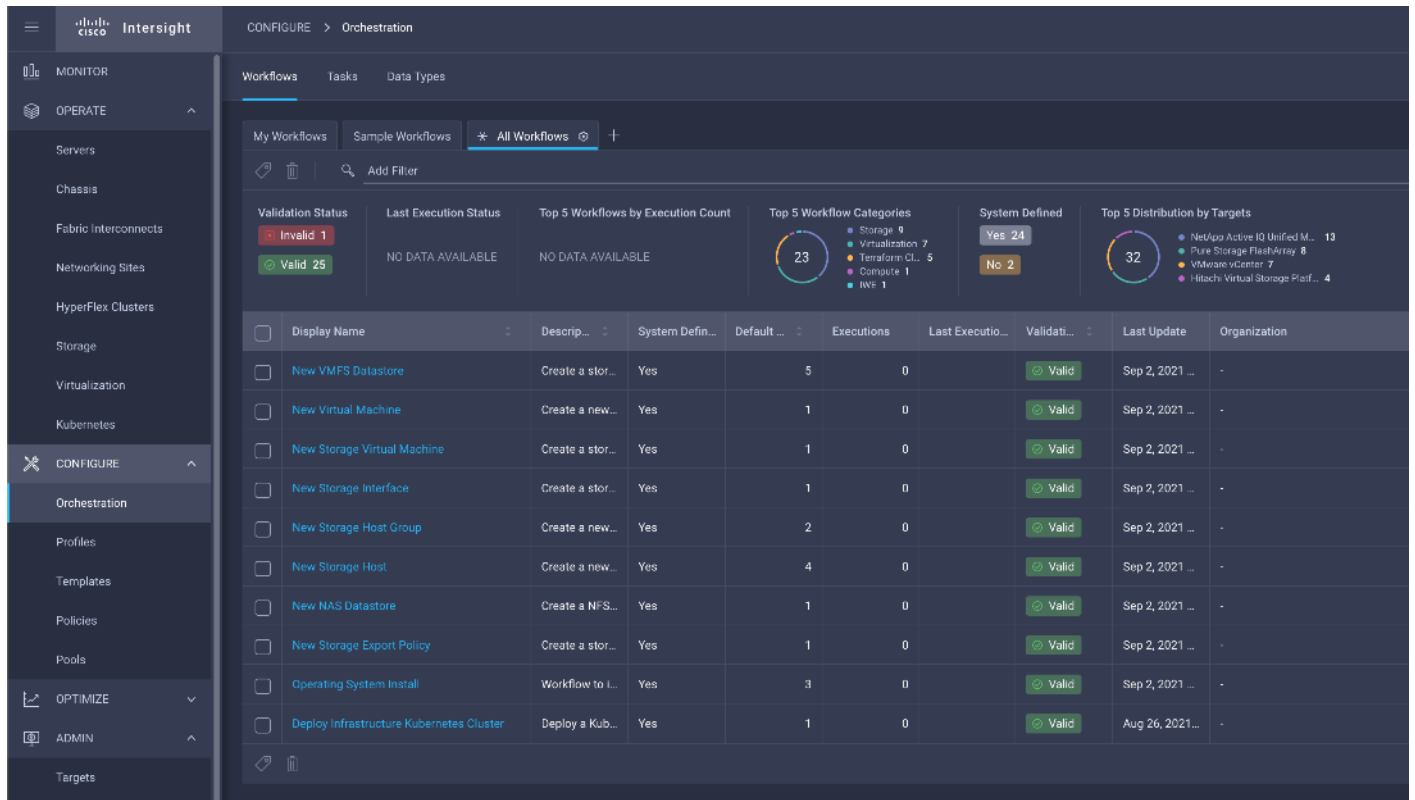 CISCO Intersight
CONFIGURE > Orchestration
MONITOR
OPERATE
Servers
Chassis
Fabric Interconnects
Networking Sites
HyperFlex Clusters
Storage
Virtualization
Kubernetes
CONFIGURE
Orchestration
Profiles
Templates
Policies
Pools
OPTIMIZE
ADMIN
Targets
Workflows Tasks Data Types
My Workflows Sample Workflows All Workflows +
Add Filter
Validation Status
Invalid 1
Valid 25
Last Execution Status
NO DATA AVAILABLE
Top 5 Workflows by Execution Count
NO DATA AVAILABLE
Top 5 Workflow Categories
23
Storage 9
Virtualization 7
Terraform Cl... 5
Compute 1
IWE 1
System Defined
Yes 24
No 2
Top 5 Distribution by Targets
32
NetApp Active IQ Unified M... 13
Pure Storage FlashArray 8
VMware vCenter 7
Hitachi Virtual Storage Platf... 4
Display Name Descrip... System Defin... Default ... Executions Last Executio... Validati... Last Update Organization
New VMFS Datastore Create a stor... Yes 5 0 Valid Sep 2, 2021 ... -
New Virtual Machine Create a new... Yes 1 0 Valid Sep 2, 2021 ... -
New Storage Virtual Machine Create a stor... Yes 1 0 Valid Sep 2, 2021 ... -
New Storage Interface Create a stor... Yes 1 0 Valid Sep 2, 2021 ... -
New Storage Host Group Create a new... Yes 2 0 Valid Sep 2, 2021 ... -
New Storage Host Create a new... Yes 4 0 Valid Sep 2, 2021 ... -
New NAS Datastore Create a NFS... Yes 1 0 Valid Sep 2, 2021 ... -
New Storage Export Policy Create a stor... Yes 1 0 Valid Sep 2, 2021 ... -
Operating System Install Workflow to i... Yes 3 0 Valid Sep 2, 2021 ... -
Deploy Infrastructure Kubernetes Cluster Deploy a Kub... Yes 1 0 Valid Aug 26, 2021... -